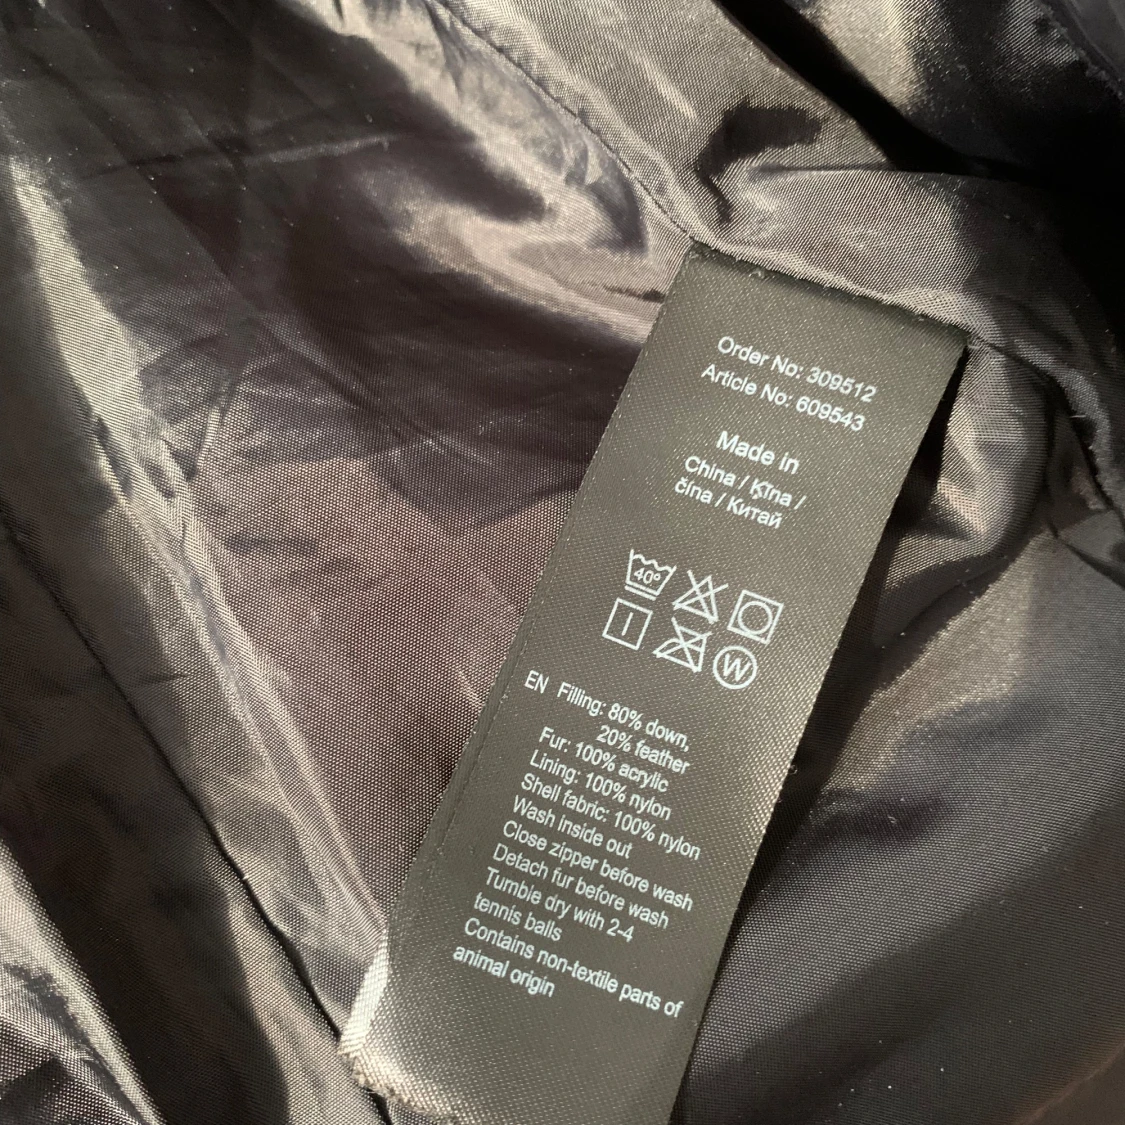 Order No: 309512
Article No: 609543
Made in
China / Ķīna /
čína / Китай
40°
W
EN Filling: 80% down,
20% feather
Fur: 100% acrylic
Lining: 100% nylon
Shell fabric: 100% nylon
Wash inside out
Close zipper before wash
Detach fur before wash
Tumble dry with 2-4
tennis balls
Contains non-textile parts of
animal origin